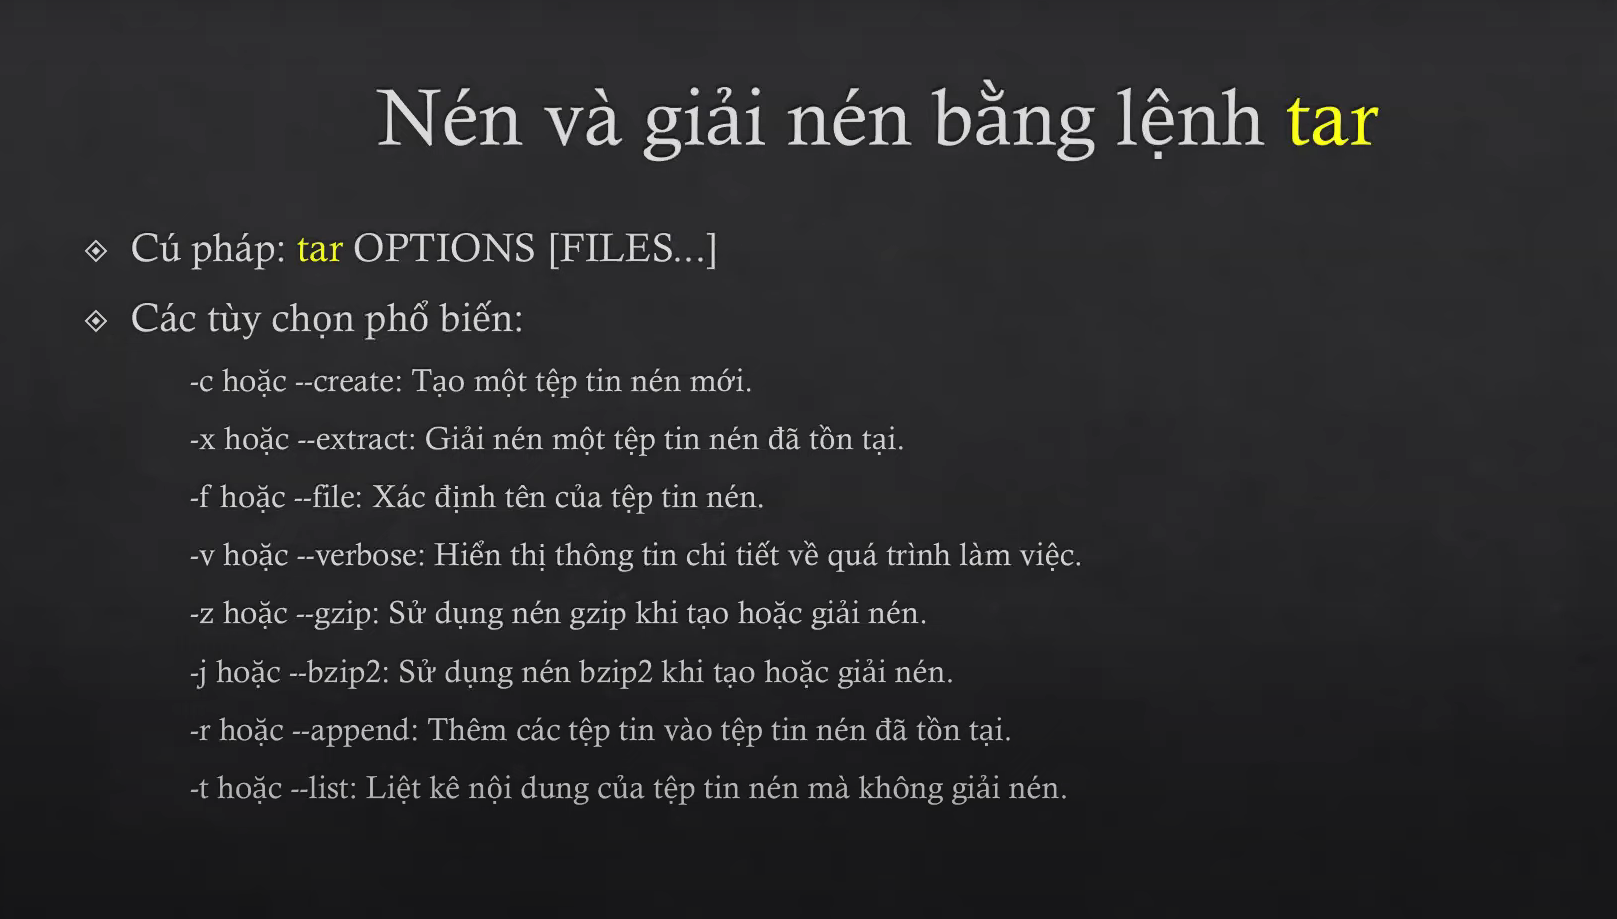 Nén và giải nén bằng lệnh tar
Cú pháp: tar OPTIONS [FILES…]
Các tùy chọn phổ biến:
-c hoặc --create: Tạo một tệp tin nén mới.
-x hoặc --extract: Giải nén một tệp tin nén đã tồn tại.
-f hoặc --file: Xác định tên của tệp tin nén.
-v hoặc --verbose: Hiển thị thông tin chi tiết về quá trình làm việc.
-z hoặc --gzip: Sử dụng nén gzip khi tạo hoặc giải nén.
-j hoặc --bzip2: Sử dụng nén bzip2 khi tạo hoặc giải nén.
-r hoặc --append: Thêm các tệp tin vào tệp tin nén đã tồn tại.
-t hoặc --list: Liệt kê nội dung của tệp tin nén mà không giải nén.